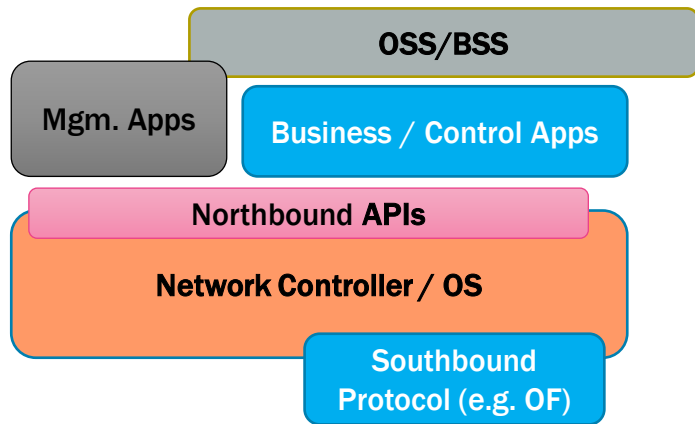 OSS/BSS
Mgm. Apps
Business / Control Apps
Northbound APIs
Network Controller / OS
Southbound
Protocol (e.g. OF)